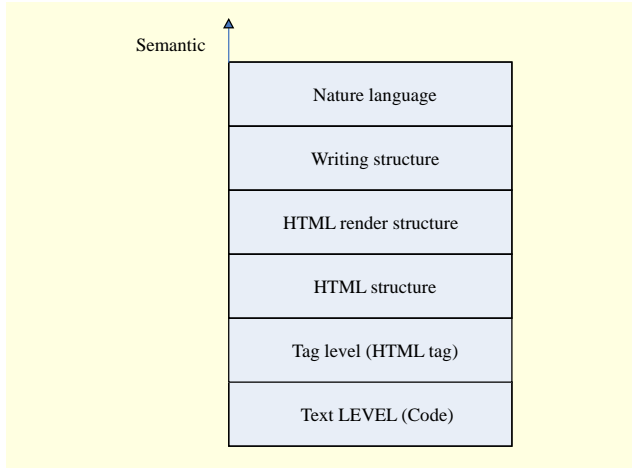 Semantic
Nature language
Writing structure
HTML render structure
HTML structure
Tag level (HTML tag)
Text LEVEL (Code)